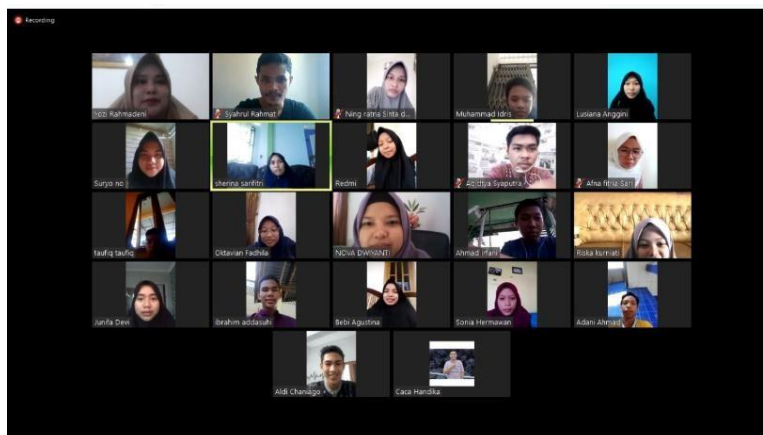 Recording
Yozi Rahmadeni
Syahrul Rahmat
Ning ratna Sinta d...
Muhammad Idris
Lusiana Anggini
Suryo no
sherina sarifitri
Redmi
Aditya Syaputra
Afna fitria Sari
taufiq taufiq
Oktavian Fadhila
NOVA DWIYANTI
Ahmad irfani
Riska kurniati
Junifa Devi
ibrahim addasuhi
Bebi Agustina
Sonia Hermawan
Adani Ahmad
Aldi Chaniago
Caca Handika